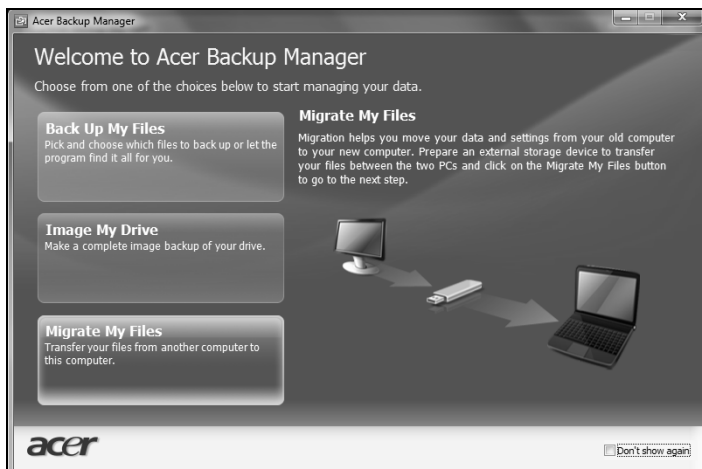 Acer Backup Manager
Welcome to Acer Backup Manager
Choose from one of the choices below to start managing your data.
Back Up My Files
Pick and choose which files to back up or let the
program find it all for you.
Image My Drive
Make a complete image backup of your drive.
Migrate My Files
Transfer your files from another computer to
this computer.
Migrate My Files
Migration helps you move your data and settings from your old computer
to your new computer. Prepare an external storage device to transfer
your files between the two PCs and click on the Migrate My Files button
to go to the next step.
acer
Don't show again